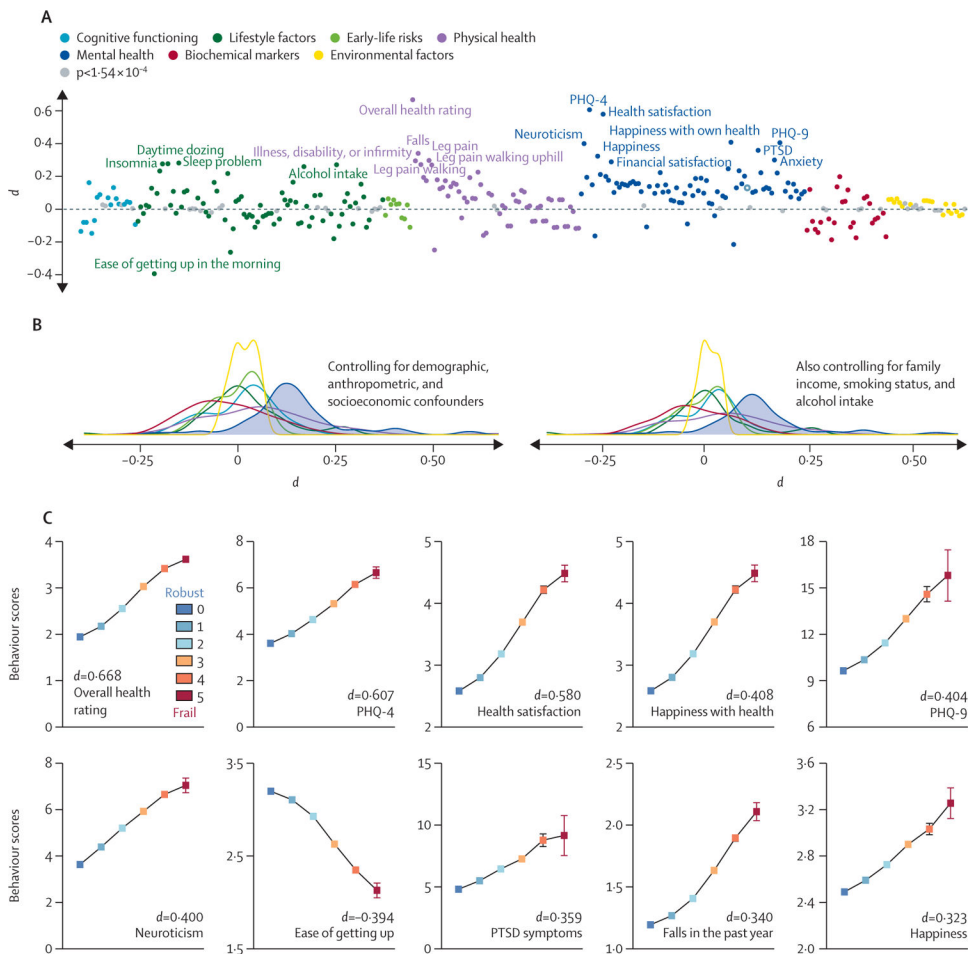 A
Cognitive functioning
Lifestyle factors
Early-life risks
Physical health
Mental health
Biochemical markers
Environmental factors
p<1·54×10⁻⁴
d
0·6
0·4
0·2
0
−0·2
−0·4
Overall health rating
PHQ-4
Health satisfaction
Neuroticism
Happiness with own health
Happiness
PHQ-9
PTSD
Financial satisfaction
Anxiety
Daytime dozing
Insomnia
Sleep problem
Illness, disability, or infirmity
Falls
Leg pain
Leg pain walking uphill
Leg pain walking
Alcohol intake
Ease of getting up in the morning
B
Controlling for demographic,
anthropometric, and
socioeconomic confounders
−0·25
0
0·25
0·50
d
Also controlling for family
income, smoking status, and
alcohol intake
−0·25
0
0·25
0·50
d
C
Behaviour scores
4
3
2
1
0
Robust
0
1
2
3
4
5
Frail
d=0·668
Overall health
rating
8
6
4
2
0
d=0·607
PHQ-4
5
4
3
2
d=0·580
Health satisfaction
5
4
3
2
d=0·408
Happiness with health
18
15
12
9
6
d=0·404
PHQ-9
Behaviour scores
8
6
4
2
0
d=0·400
Neuroticism
3·5
2·5
1·5
d=−0·394
Ease of getting up
15
10
5
0
d=0·359
PTSD symptoms
2·5
2·0
1·5
1·0
d=0·340
Falls in the past year
3·6
3·2
2·8
2·4
2·0
d=0·323
Happiness